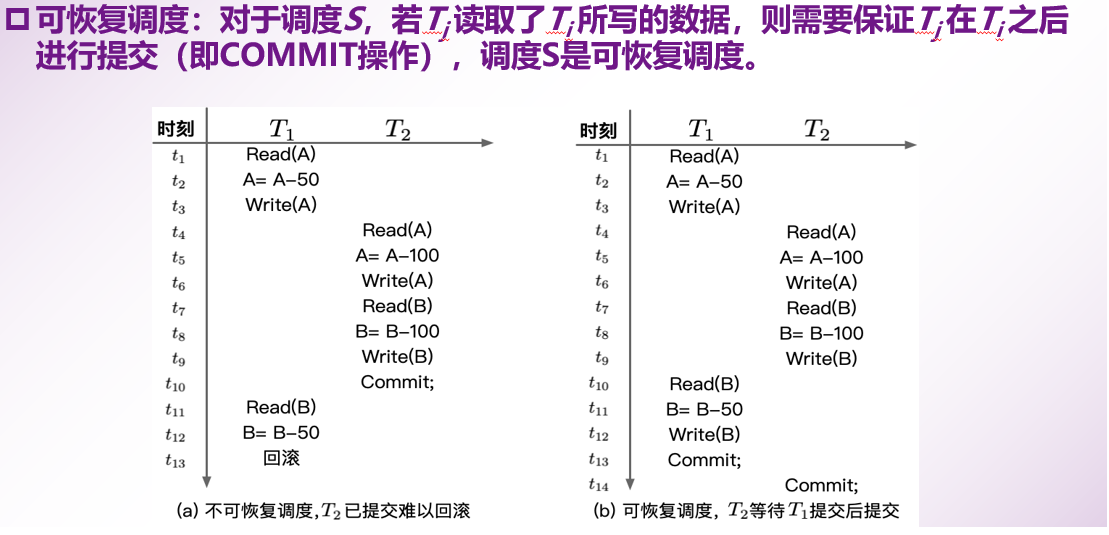 可恢复调度：对于调度S，若Tj读取了Ti所写的数据，则需要保证Tj在Ti之后
进行提交（即COMMIT操作），调度S是可恢复调度。
时刻 T1 T2
t1 Read(A)
t2 A= A–50
t3 Write(A)
t4 Read(A)
t5 A= A–100
t6 Write(A)
t7 Read(B)
t8 B= B–100
t9 Write(B)
t10 Commit;
t11 Read(B)
t12 B= B–50
t13 回滚
(a) 不可恢复调度,T2已提交难以回滚
时刻 T1 T2
t1 Read(A)
t2 A= A–50
t3 Write(A)
t4 Read(A)
t5 A= A–100
t6 Write(A)
t7 Read(B)
t8 B= B–100
t9 Write(B)
t10 Read(B)
t11 B= B–50
t12 Write(B)
t13 Commit;
t14 Commit;
(b) 可恢复调度, T2等待T1提交后提交